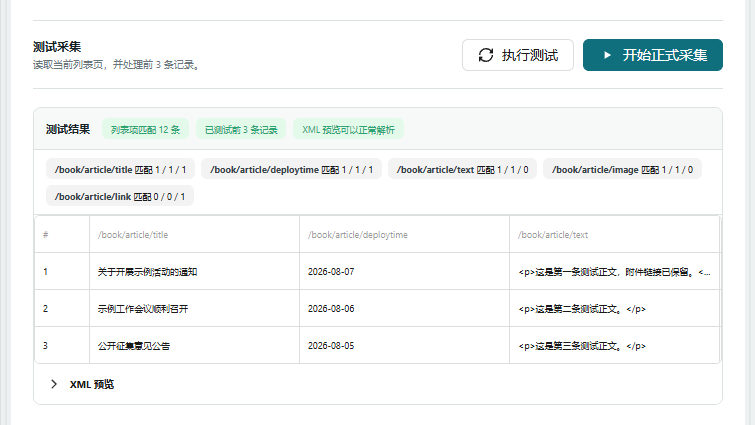 测试采集
读取当前列表页，并处理前 3 条记录。
执行测试
开始正式采集
测试结果 列表项匹配 12 条 已测试前 3 条记录 XML 预览可以正常解析
/book/article/title 匹配 1 / 1 / 1 /book/article/deploytime 匹配 1 / 1 / 1 /book/article/text 匹配 1 / 1 / 0 /book/article/image 匹配 1 / 1 / 0
/book/article/link 匹配 0 / 0 / 1
# /book/article/title /book/article/deploytime /book/article/text
1 关于开展示例活动的通知 2026-08-07 <p>这是第一条测试正文，附件链接已保留。<...
2 示例工作会议顺利召开 2026-08-06 <p>这是第二条测试正文。</p>
3 公开征集意见公告 2026-08-05 <p>这是第三条测试正文。</p>
XML 预览